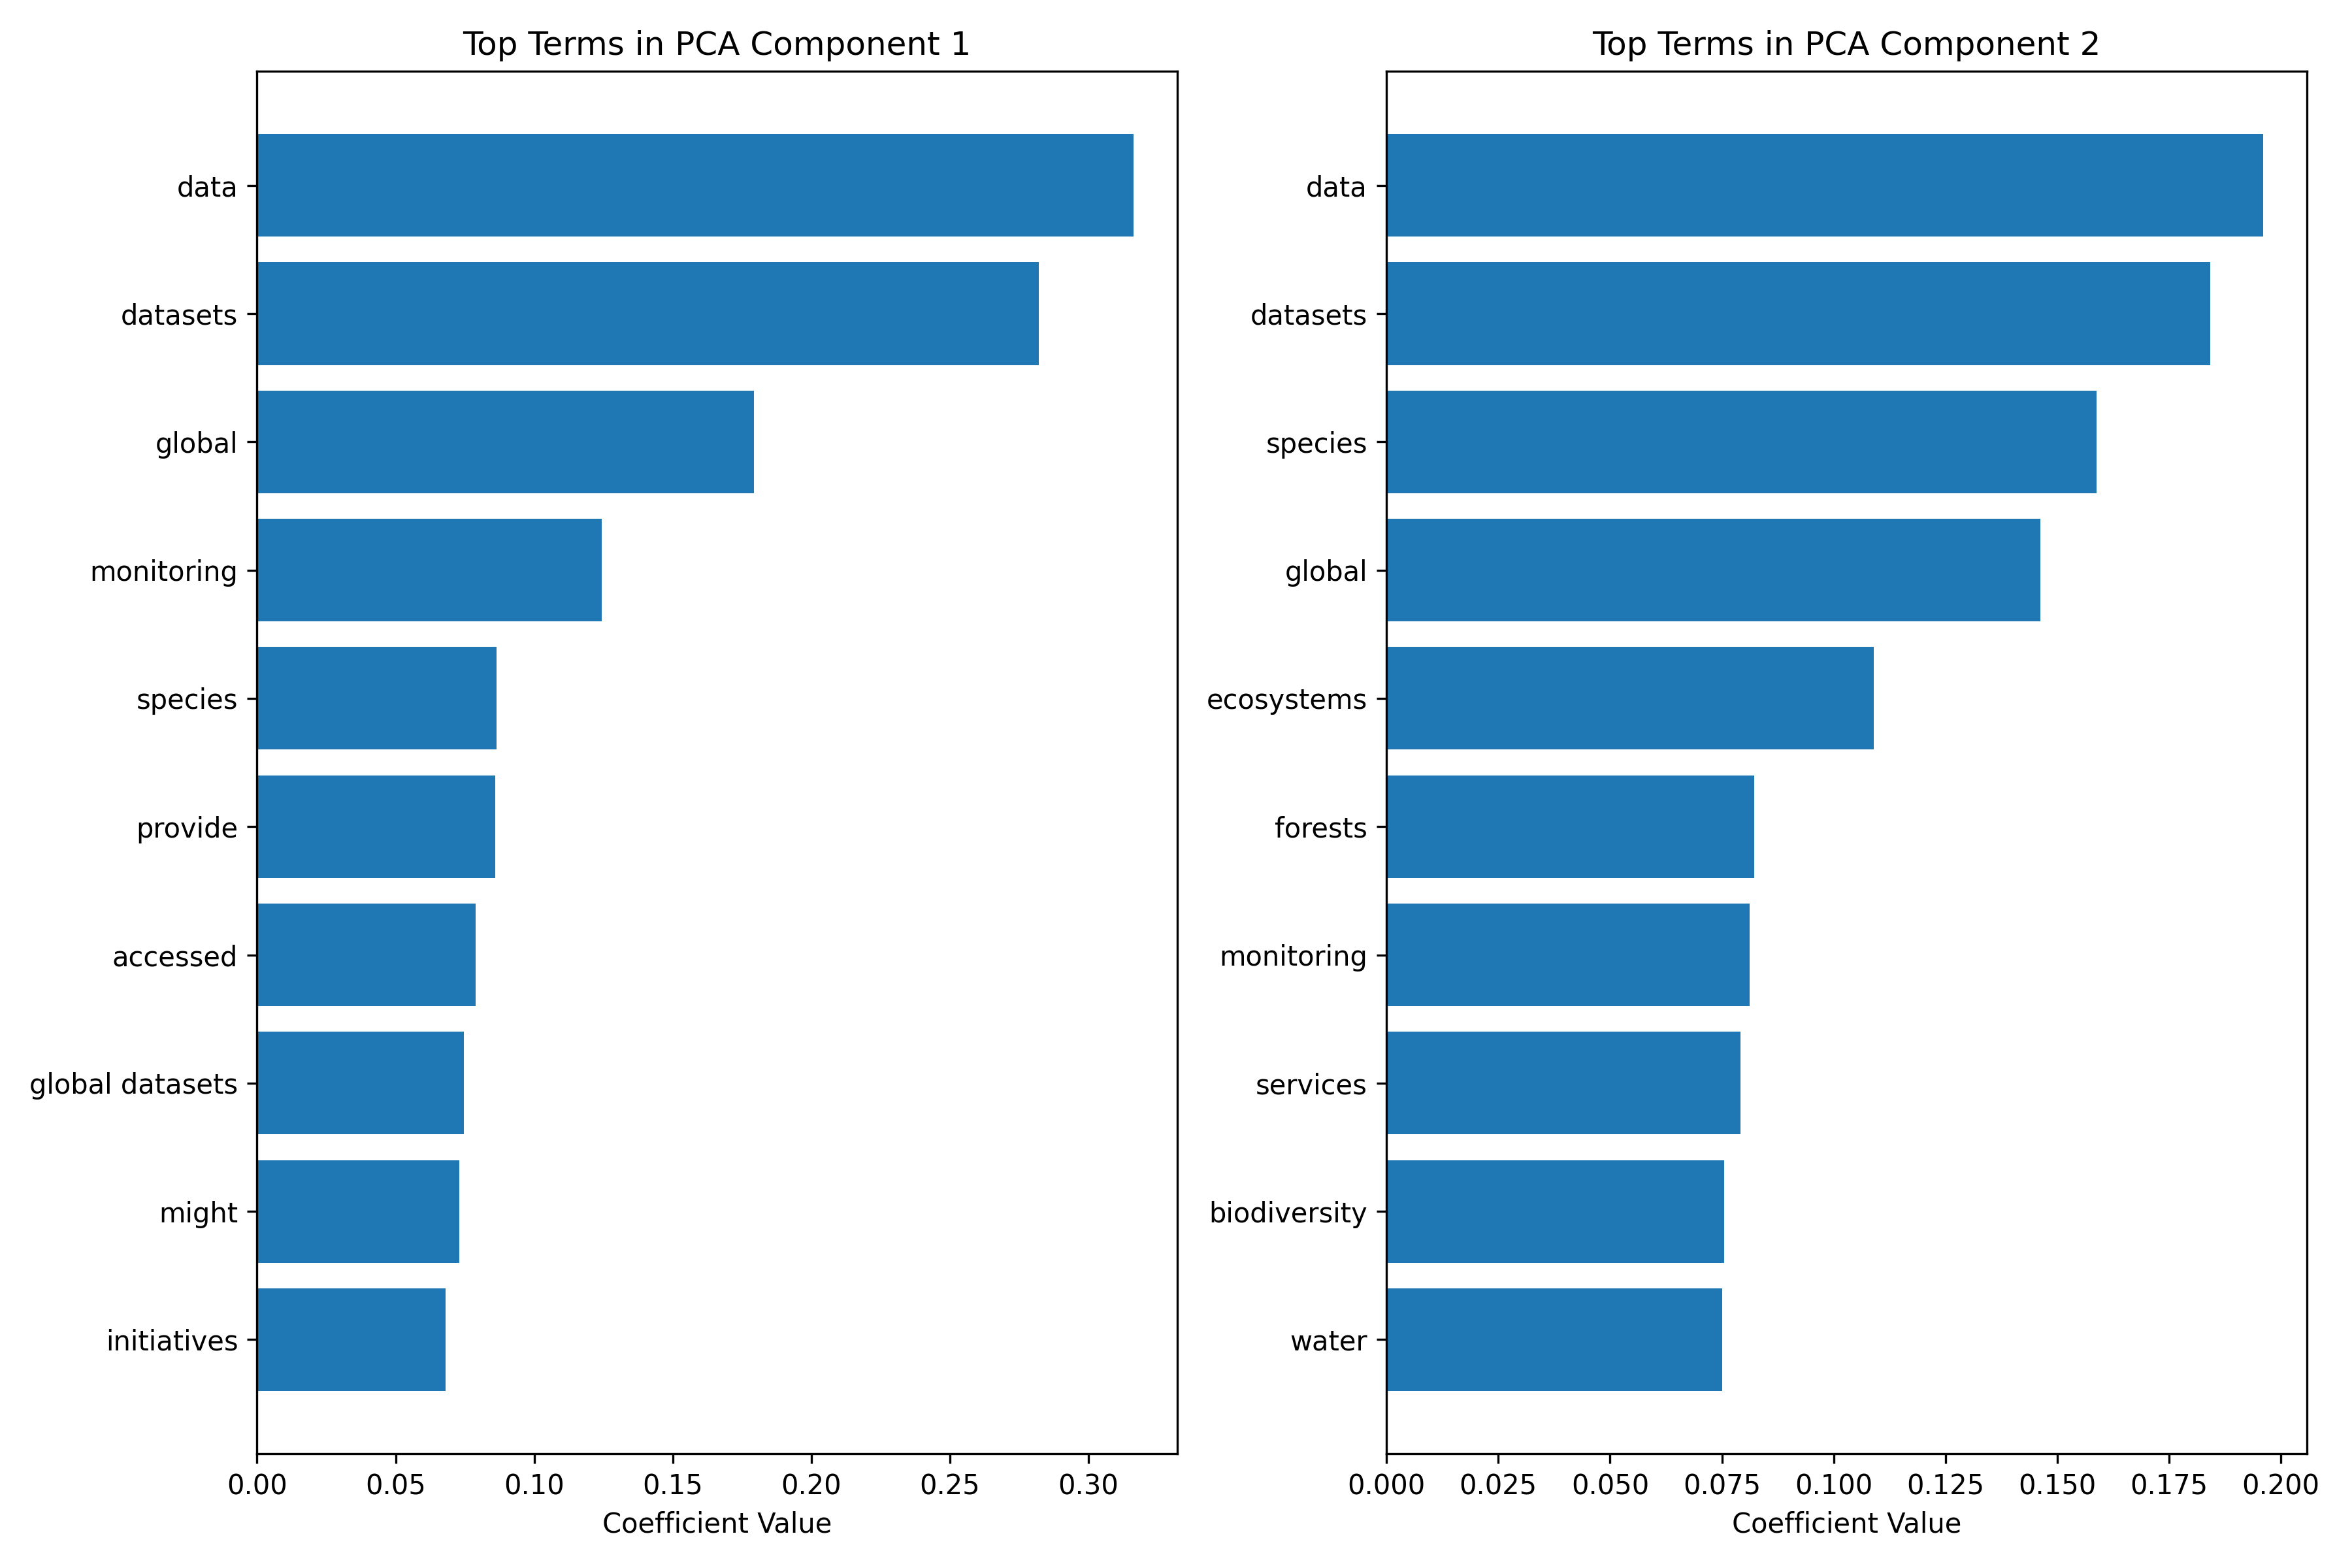 Top Terms in PCA Component 1
data
datasets
global
monitoring
species
provide
accessed
global datasets
might
initiatives
0.00 0.05 0.10 0.15 0.20 0.25 0.30
Coefficient Value
Top Terms in PCA Component 2
data
datasets
species
global
ecosystems
forests
monitoring
services
biodiversity
water
0.000 0.025 0.050 0.075 0.100 0.125 0.150 0.175 0.200
Coefficient Value